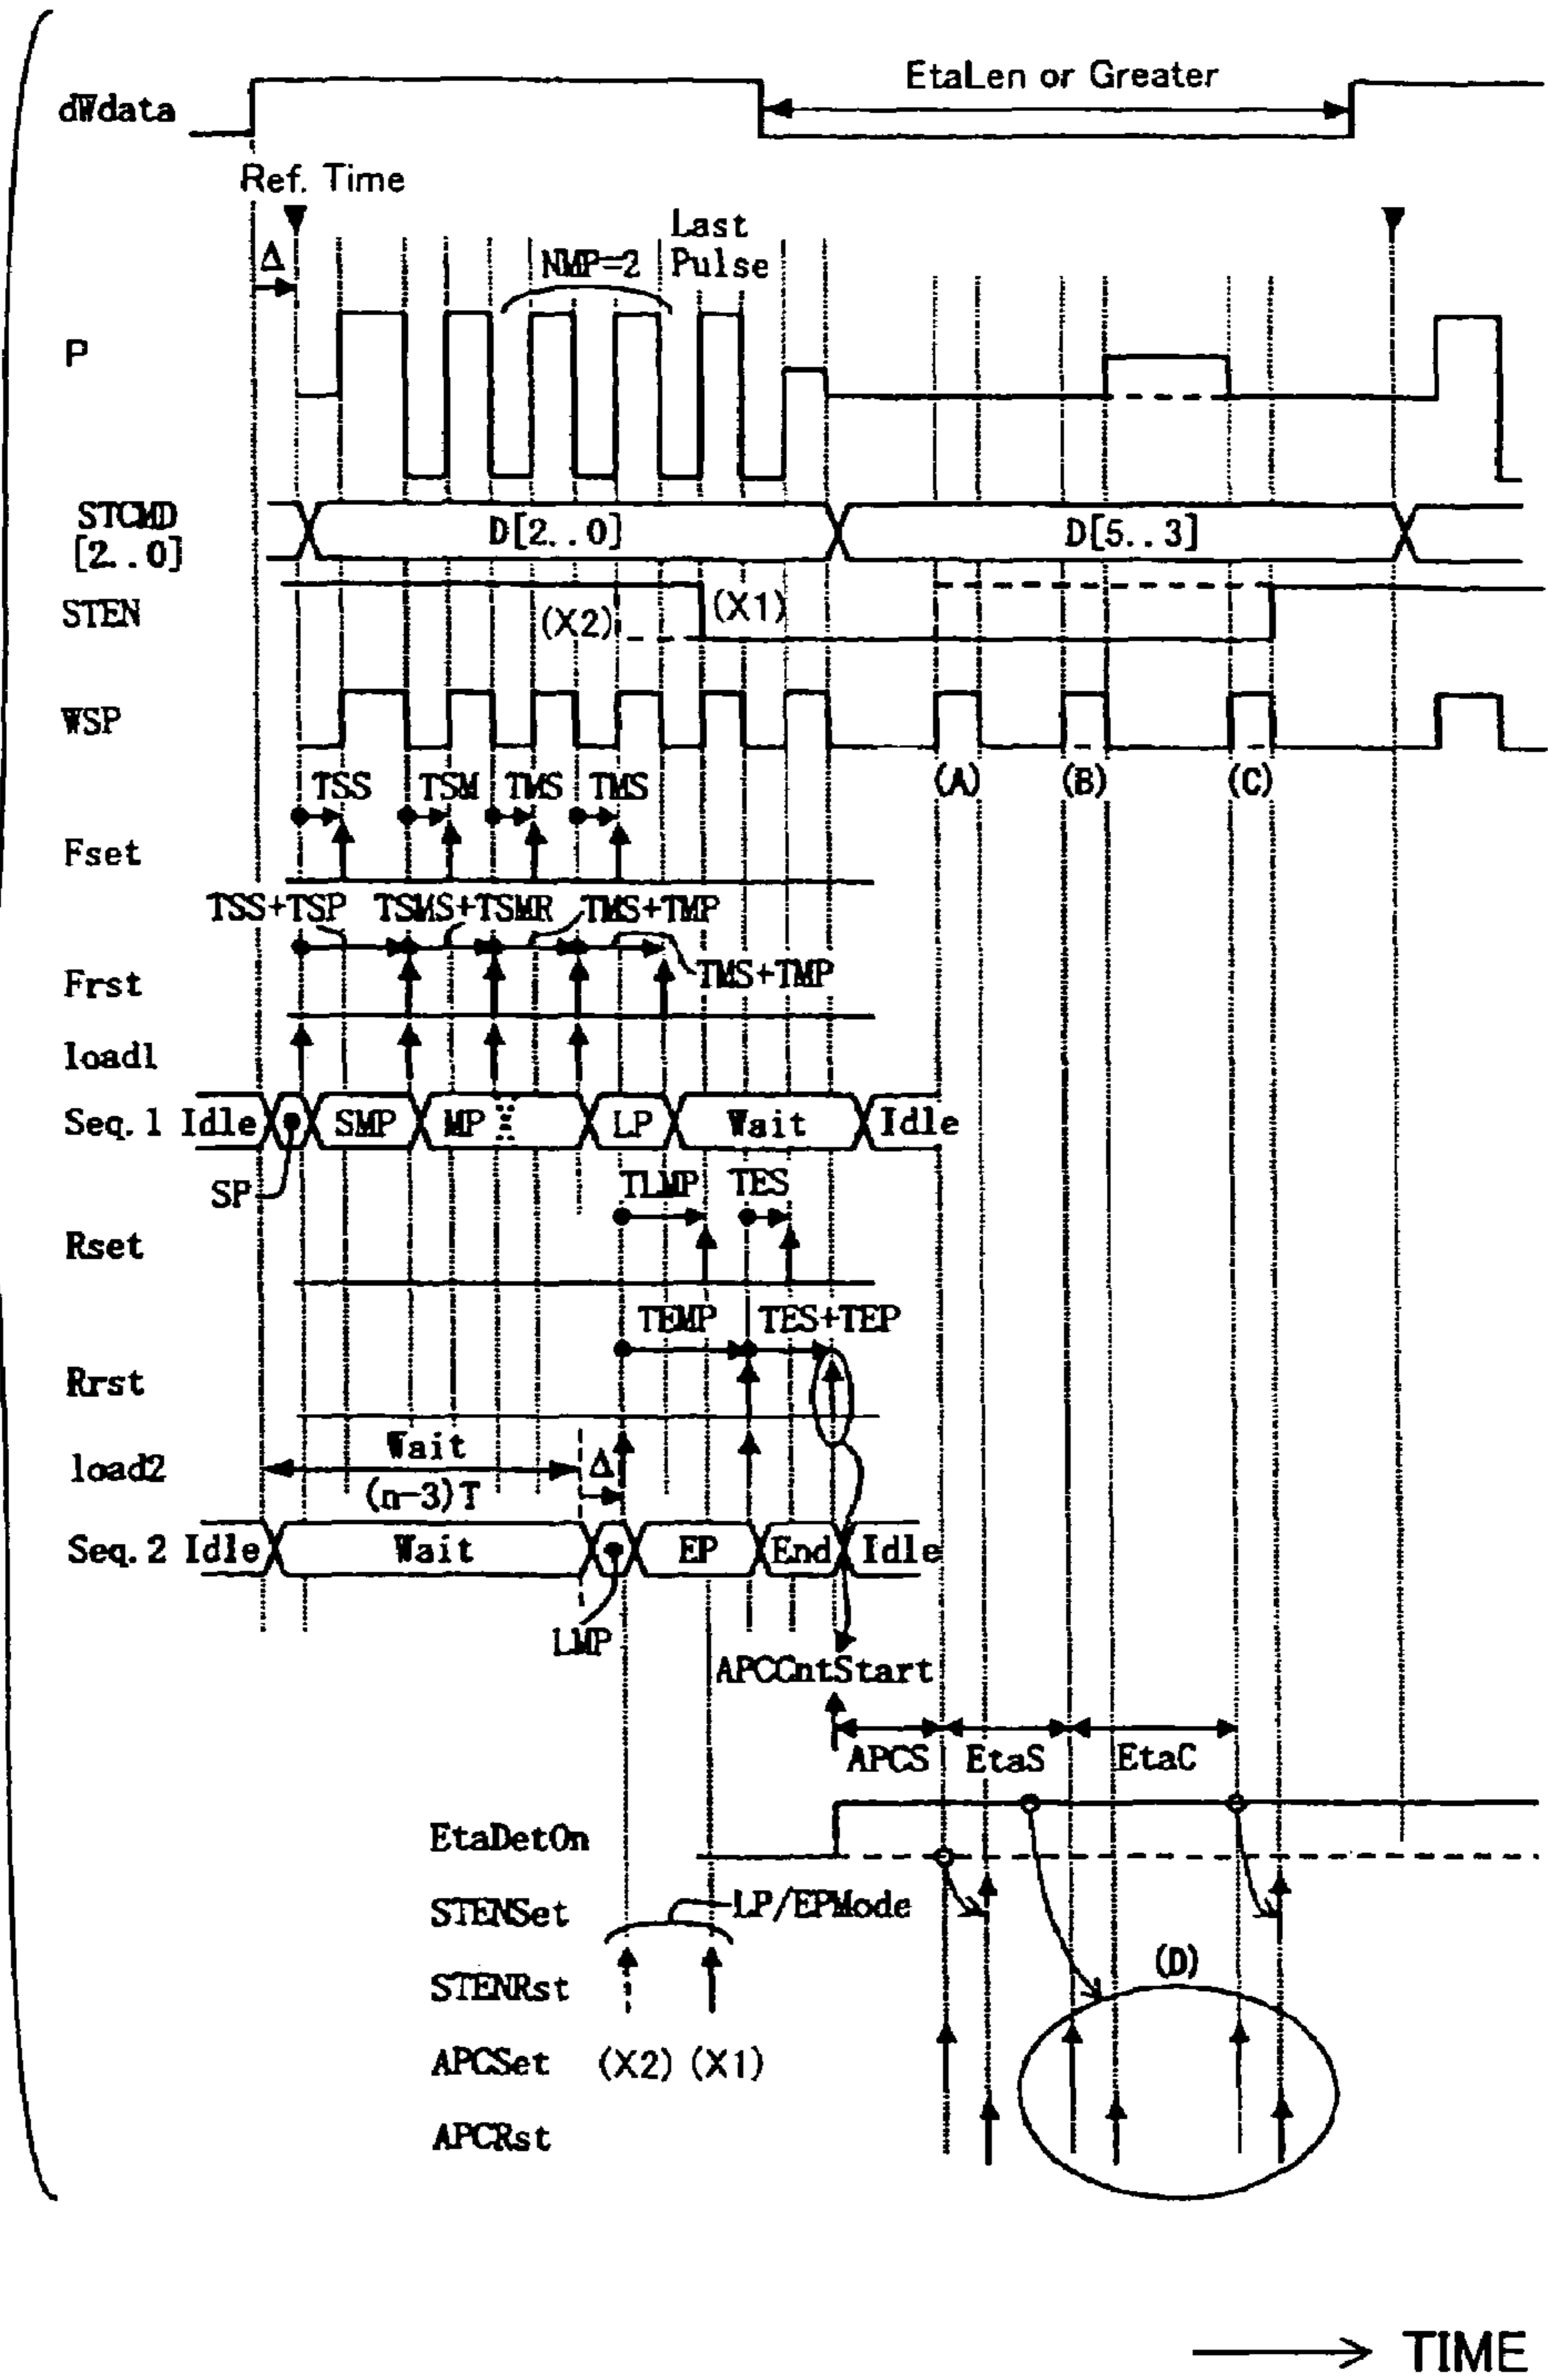 dWdata
EtaLen or Greater
Ref. Time
Δ
NMP=2
Last
Pulse
P
STCMD
[2..0]
D[2..0]
D[5..3]
STEN
(X2)
(X1)
WSP
(A)
(B)
(C)
TSS
TSM
TMS
TMS
Fset
TSS+TSP
TSMS+TSMR
TMS+TMP
Frst
TMS+TMP
load1
Seq.1
Idle
SMP
MP
LP
Wait
Idle
SP
TLMP
TES
Rset
TEMP
TES+TEP
Rrst
Wait
Δ
load2
(n-3)T
Seq.2
Idle
Wait
EP
End
Idle
LMP
APCCntStart
APCS
EtaS
EtaC
EtaDetOn
STENSet
LP/EPMode
(D)
STENRst
APCSet
(X2)
(X1)
APCRst
TIME